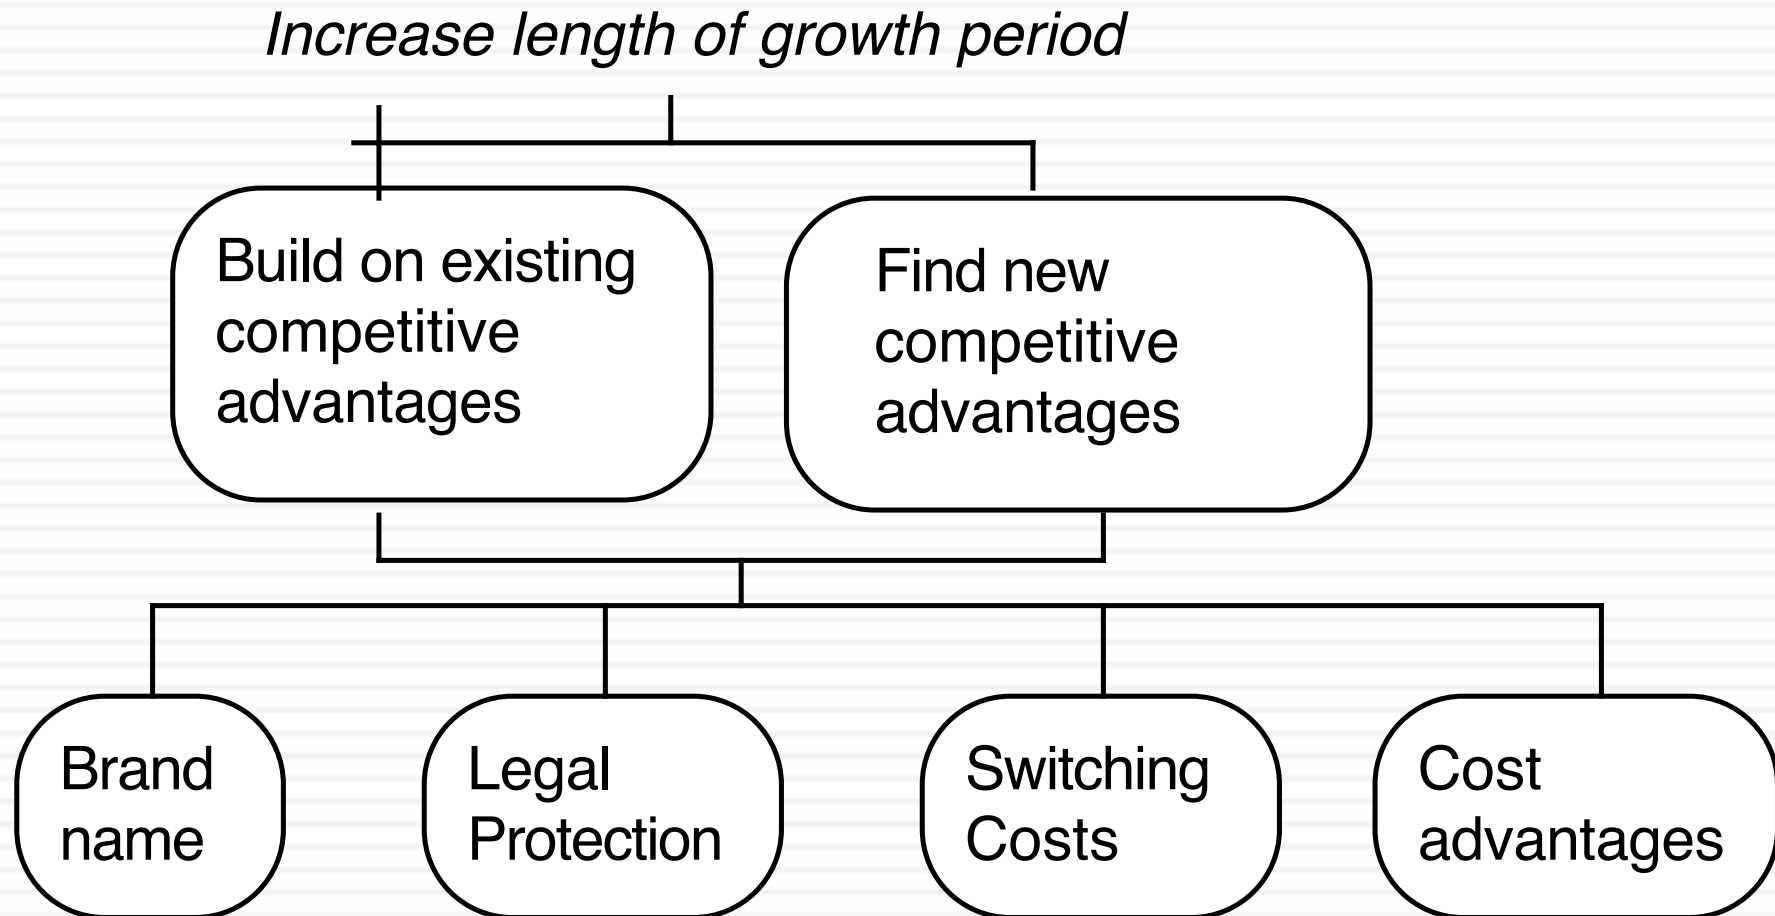 Increase length of growth period
Build on existing
competitive
advantages
Find new
competitive
advantages
Brand
name
Legal
Protection
Switching
Costs
Cost
advantages